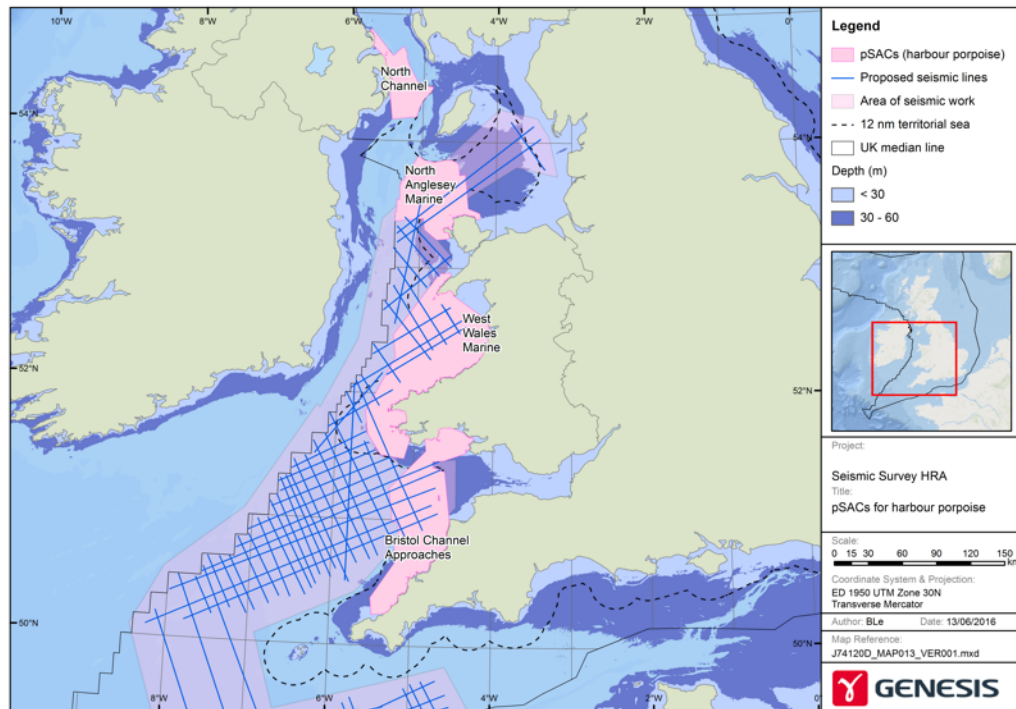 10°W
8°W
6°W
4°W
2°W
0°
54°N
54°N
52°N
52°N
50°N
50°N
8°W
6°W
4°W
2°W
0°
North
Channel
North
Anglesey
Marine
West
Wales
Marine
Bristol Channel
Approaches
Legend
pSACs (harbour porpoise)
Proposed seismic lines
Area of seismic work
12 nm territorial sea
UK median line
Depth (m)
< 30
30 - 60
Project:
Seismic Survey HRA
Title:
pSACs for harbour porpoise
Scale:
0 15 30 60 90 120 150
km
Coordinate System & Projection:
ED 1950 UTM Zone 30N
Transverse Mercator
Author: BLe Date: 13/06/2016
Map Reference:
J74120D_MAP013_VER001.mxd
GENESIS